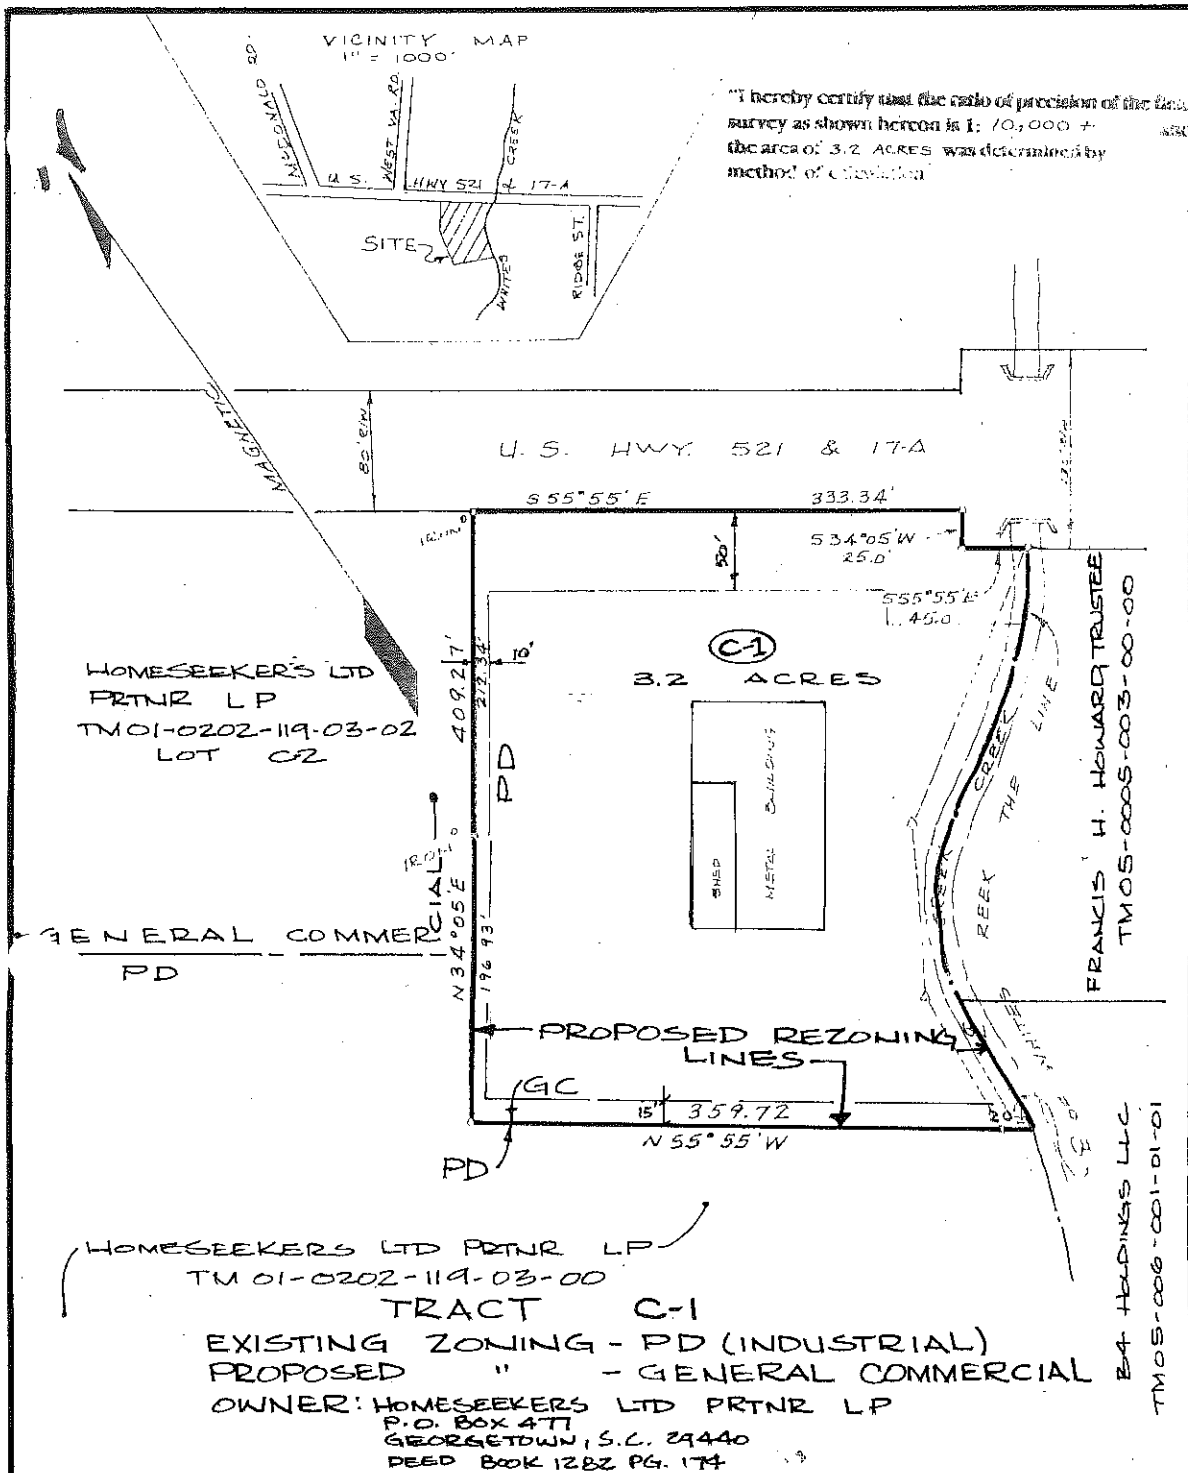 VICINITY MAP
1" = 1000'
McDONALD RD.
WEST VA. RD.
CREEK
U.S. HWY 521 & 17-A
SITE
WHITES
RIDGE ST.
"I hereby certify that the ratio of precision of the
survey as shown hereon is 1: 10,000 +
the area of 3.2 ACRES was determined by
method of
MAGNETIC
80' R/W
U.S. HWY. 521 & 17-A
S 55°55' E 333.34'
IRON
S 34°05' W
25.0'
50'
S55°55'E
45.0
C-1
3.2 ACRES
10'
409.27'
212.34'
HOMESEEKER'S LTD
PRTNR LP
TM 01-0202-119-03-02
LOT C2
PD
METAL BUILDING
SHED
CREEK
CREEK
THE LINE
REEK
WHITES
FRANCIS H. HOWARD, TRUSTEE
TM 05-0005-003-00-00
IRON
GENERAL COMMERCIAL
PD
N 34°05' E
196.93'
PROPOSED REZONING
LINES
GC
15' 359.72
20'
N 55°55' W
PD
B4 HOLDINGS LLC
TM 05-006-001-01-01
HOMESEEKERS LTD PRTNR LP
TM 01-0202-119-03-00
TRACT C-1
EXISTING ZONING - PD (INDUSTRIAL)
PROPOSED " - GENERAL COMMERCIAL
OWNER: HOMESEEKERS LTD PRTNR LP
P.O. BOX 477
GEORGETOWN, S.C. 29440
DEED BOOK 1282 PG. 174